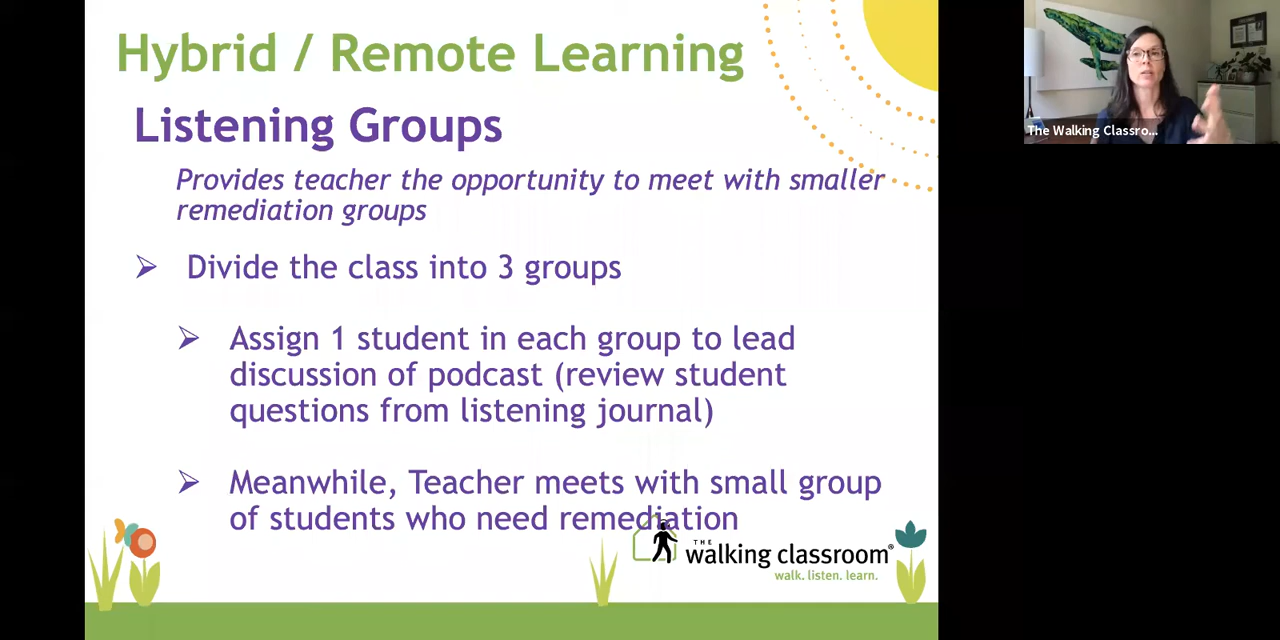 Hybrid / Remote Learning
Listening Groups
Provides teacher the opportunity to meet with smaller
remediation groups
Divide the class into 3 groups
Assign 1 student in each group to lead
discussion of podcast (review student
questions from listening journal)
Meanwhile, Teacher meets with small group
of students who need remediation
THE
walking classroom®
walk. listen. learn.
The Walking Classro...